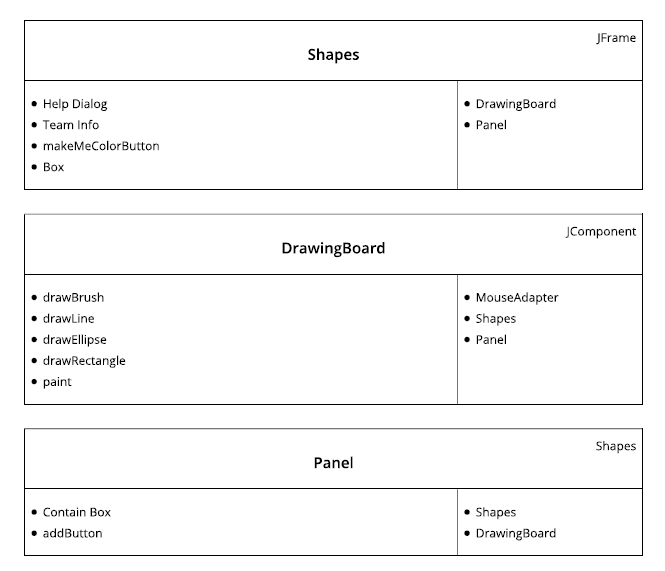 JFrame
Shapes
Help Dialog
Team Info
makeMeColorButton
Box
DrawingBoard
Panel
JComponent
DrawingBoard
drawBrush
drawLine
drawEllipse
drawRectangle
paint
MouseAdapter
Shapes
Panel
Shapes
Panel
Contain Box
addButton
Shapes
DrawingBoard